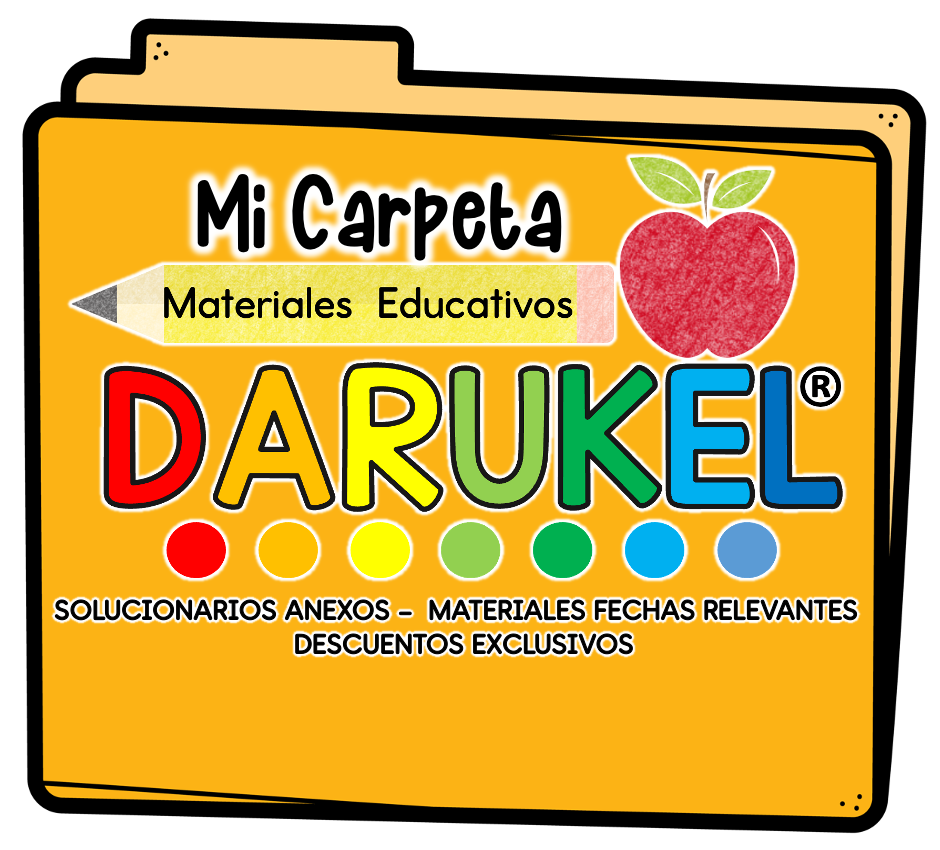 Mi Carpeta
Materiales Educativos
DARUKEL®
SOLUCIONARIOS ANEXOS – MATERIALES FECHAS RELEVANTES
DESCUENTOS EXCLUSIVOS